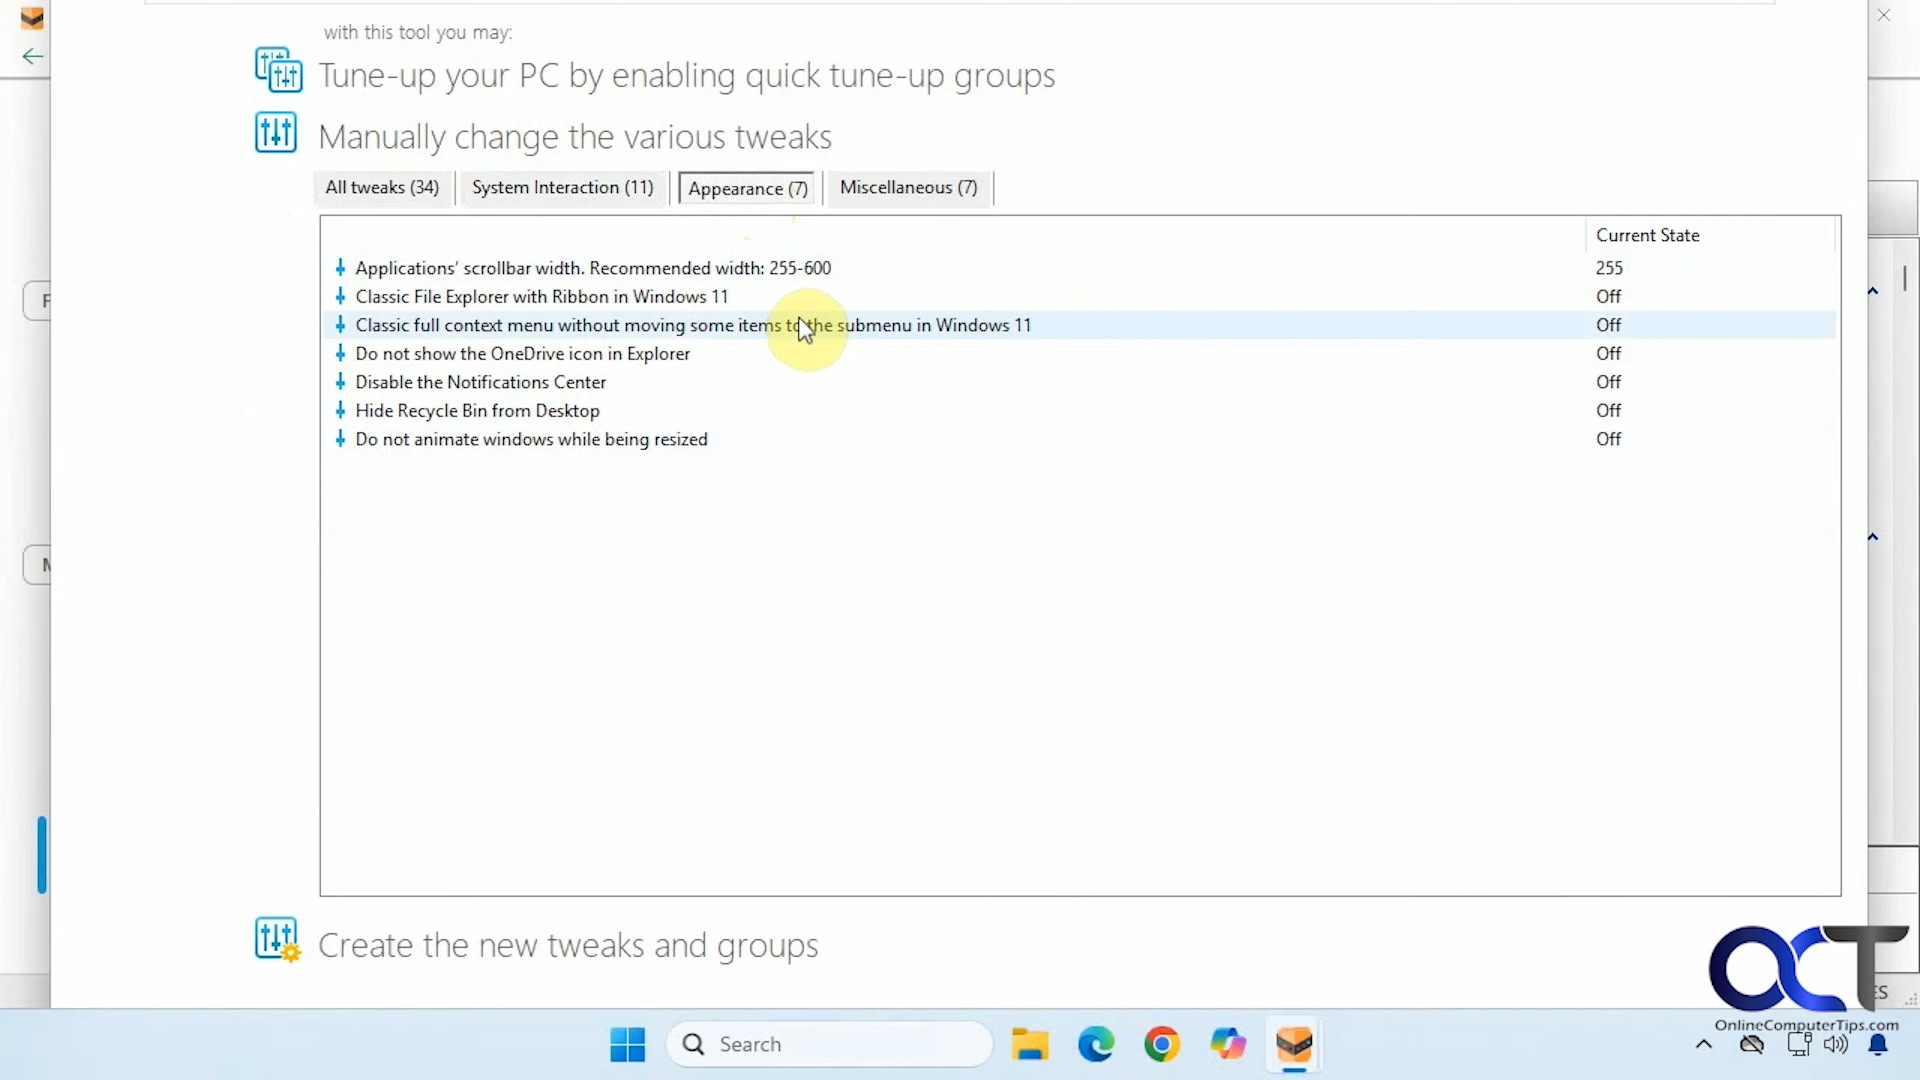 with this tool you may:
Tune-up your PC by enabling quick tune-up groups
Manually change the various tweaks
All tweaks (34) System Interaction (11) Appearance (7) Miscellaneous (7)
Current State
Applications' scrollbar width. Recommended width: 255-600 255
Classic File Explorer with Ribbon in Windows 11 Off
Classic full context menu without moving some items to the submenu in Windows 11 Off
Do not show the OneDrive icon in Explorer Off
Disable the Notifications Center Off
Hide Recycle Bin from Desktop Off
Do not animate windows while being resized Off
Create the new tweaks and groups
OCT
OnlineComputerTips.com
Search